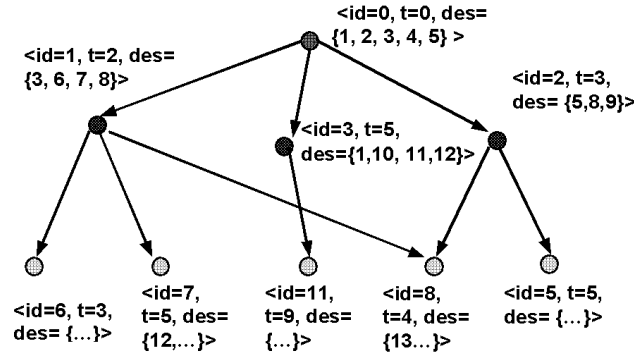 <id=0, t=0, des=
{1, 2, 3, 4, 5} >
<id=1, t=2, des=
{3, 6, 7, 8}>
<id=2, t=3,
des= {5,8,9}>
<id=3, t=5,
des={1,10, 11,12}>
<id=6, t=3,
des= {...}>
<id=7,
t=5, des=
{12,...}>
<id=11,
t=9, des=
{...}>
<id=8,
t=4, des=
{13...}>
<id=5, t=5,
des= {...}>